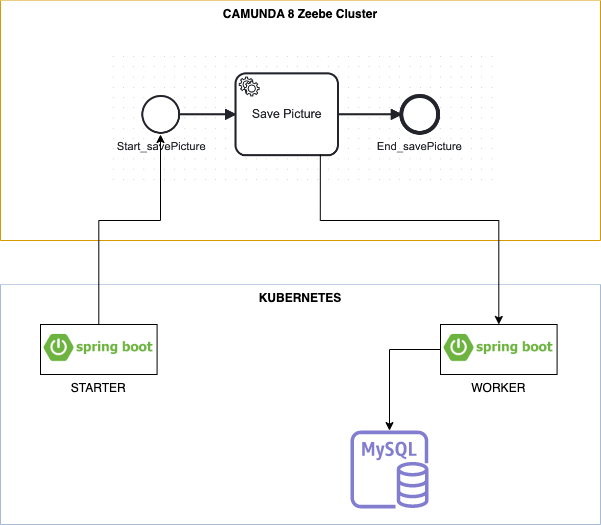 CAMUNDA 8 Zeebe Cluster
Save Picture
Start_savePicture
End_savePicture
KUBERNETES
spring boot
spring boot
STARTER
WORKER
MySQL